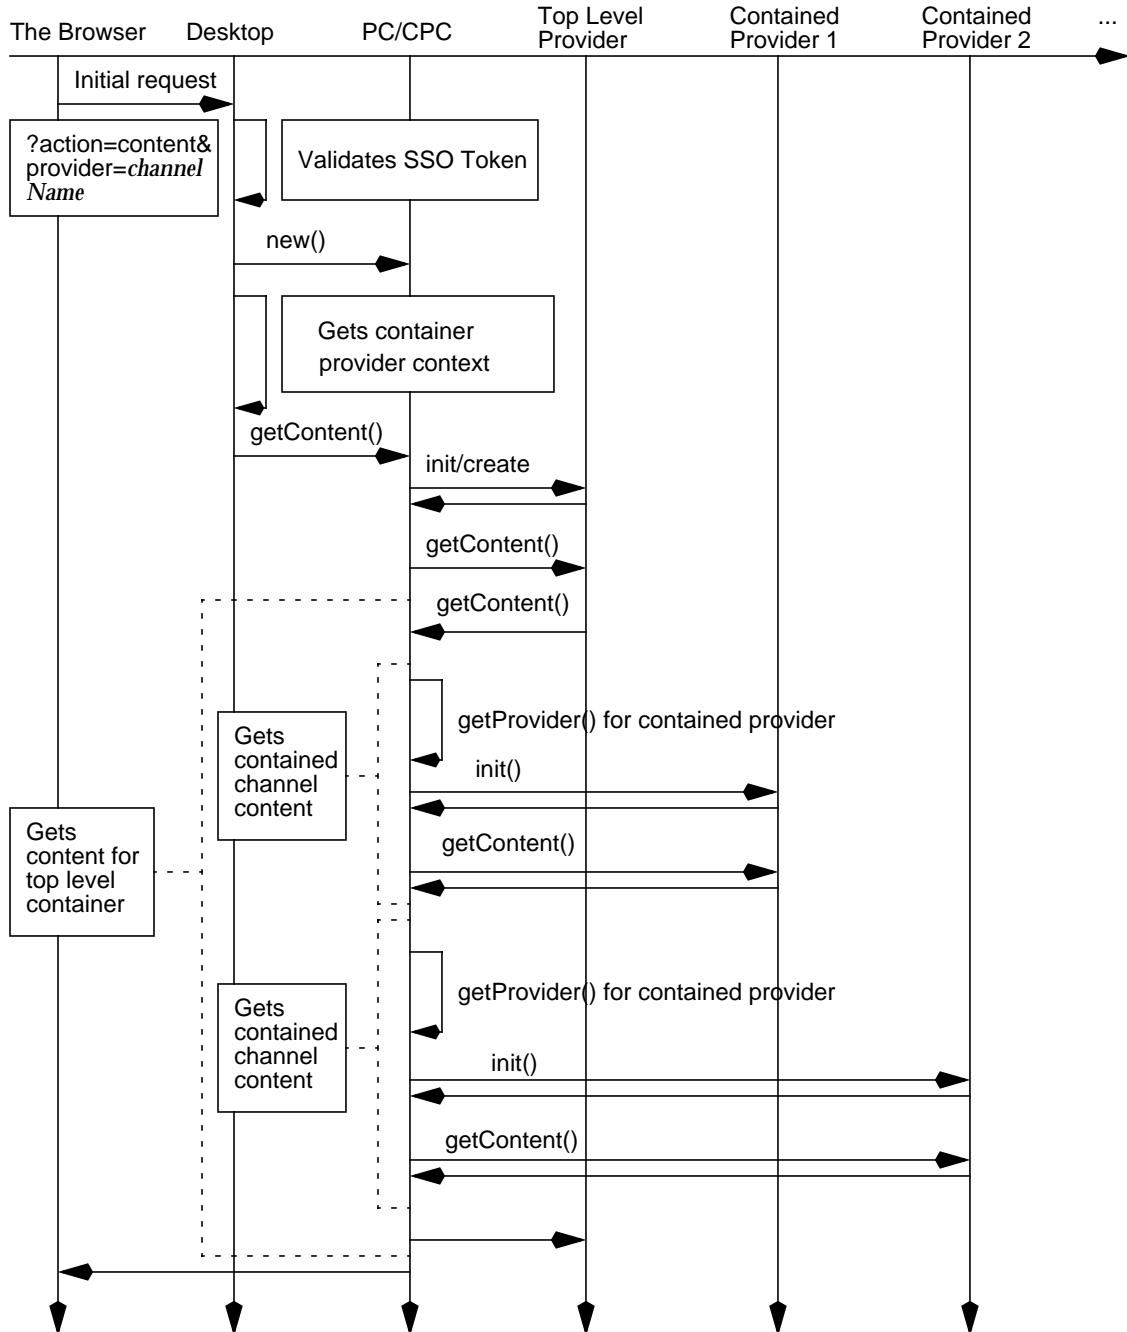 The Browser
Desktop
PC/CPC
Top Level
Provider
Contained
Provider 1
Contained
Provider 2
...
Initial request
?action=content&
provider=channel
Name
Validates SSO Token
new()
Gets container
provider context
getContent()
init/create
getContent()
getContent()
getProvider() for contained provider
Gets
contained
channel
content
init()
Gets
content for
top level
container
getContent()
getProvider() for contained provider
Gets
contained
channel
content
init()
getContent()